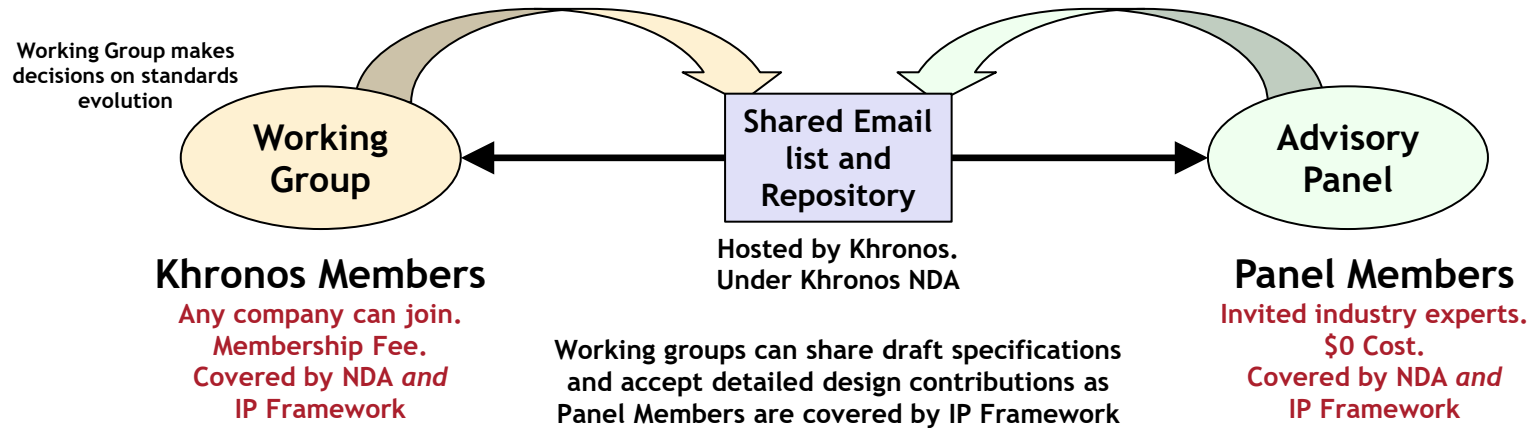 Working Group makes
decisions on standards
evolution
Working
Group
Shared Email
list and
Repository
Advisory
Panel
Khronos Members
Any company can join.
Membership Fee.
Covered by NDA and
IP Framework
Hosted by Khronos.
Under Khronos NDA
Working groups can share draft specifications
and accept detailed design contributions as
Panel Members are covered by IP Framework
Panel Members
Invited industry experts.
$0 Cost.
Covered by NDA and
IP Framework